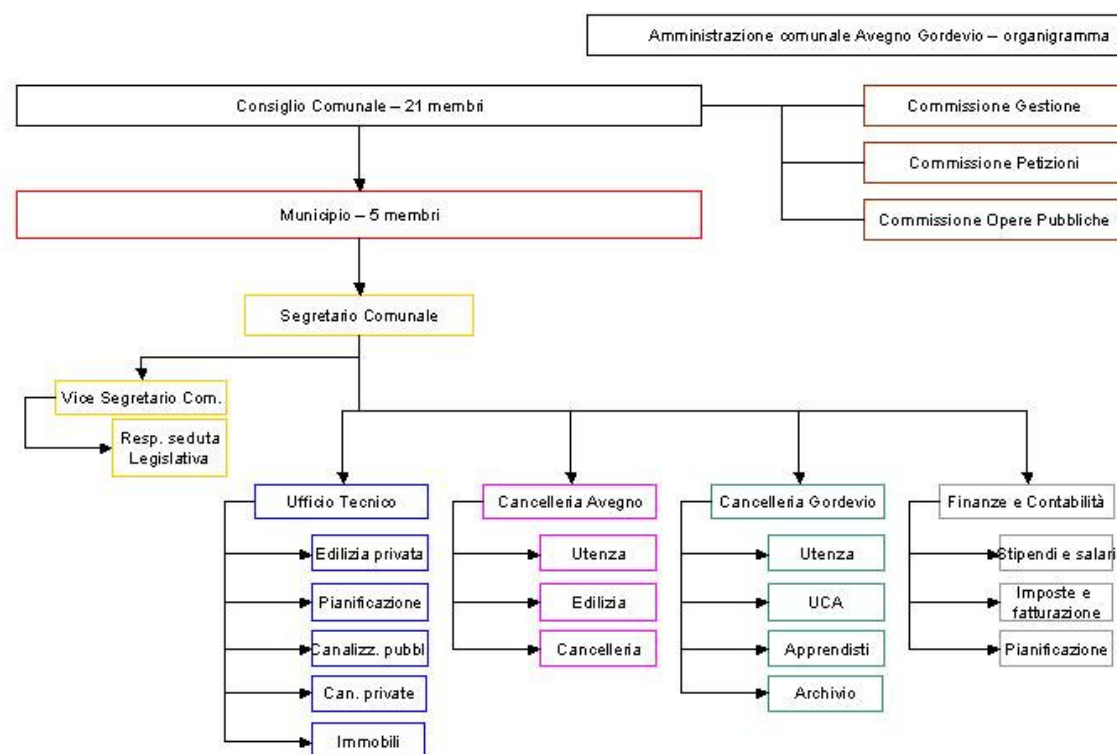 Amministrazione comunale Avegno Gordevio – organigramma
Consiglio Comunale – 21 membri
Commissione Gestione
Commissione Petizioni
Municipio – 5 membri
Commissione Opere Pubbliche
Segretario Comunale
Vice Segretario Com.
Resp. seduta
Legislativa
Ufficio Tecnico
Edilizia privata
Pianificazione
Canalizz. pubbl
Can. private
Immobili
Cancelleria Avegno
Utenza
Edilizia
Cancelleria
Cancelleria Gordevio
Utenza
UCA
Apprendisti
Archivio
Finanze e Contabilità
Stipendi e salari
Imposte e
fatturazione
Pianificazione